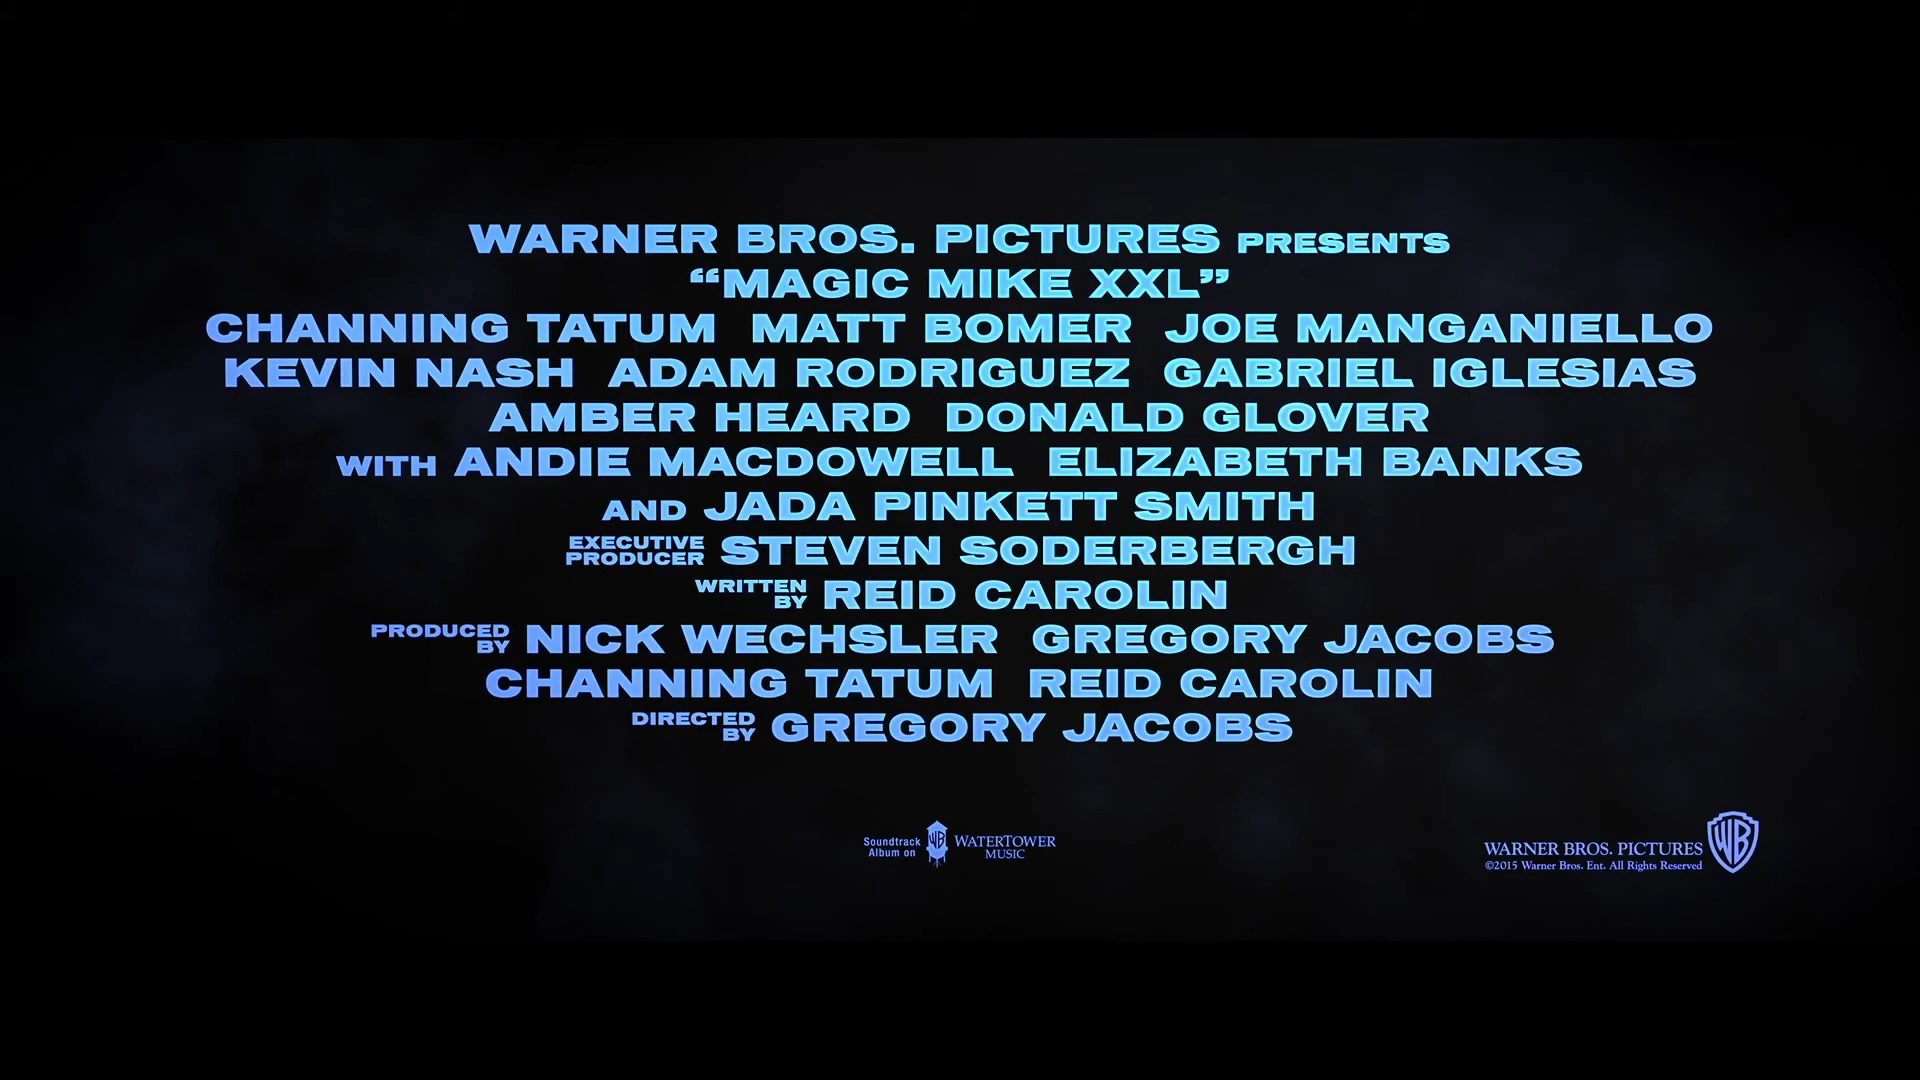 WARNER BROS. PICTURES PRESENTS
“MAGIC MIKE XXL”
CHANNING TATUM MATT BOMER JOE MANGANIELLO
KEVIN NASH ADAM RODRIGUEZ GABRIEL IGLESIAS
AMBER HEARD DONALD GLOVER
WITH ANDIE MACDOWELL ELIZABETH BANKS
AND JADA PINKETT SMITH
EXECUTIVE PRODUCER STEVEN SODERBERGH
WRITTEN BY REID CAROLIN
PRODUCED BY NICK WECHSLER GREGORY JACOBS
CHANNING TATUM REID CAROLIN
DIRECTED BY GREGORY JACOBS
Soundtrack Album on WB WATERTOWER MUSIC
WARNER BROS. PICTURES WB
©2015 Warner Bros. Ent. All Rights Reserved